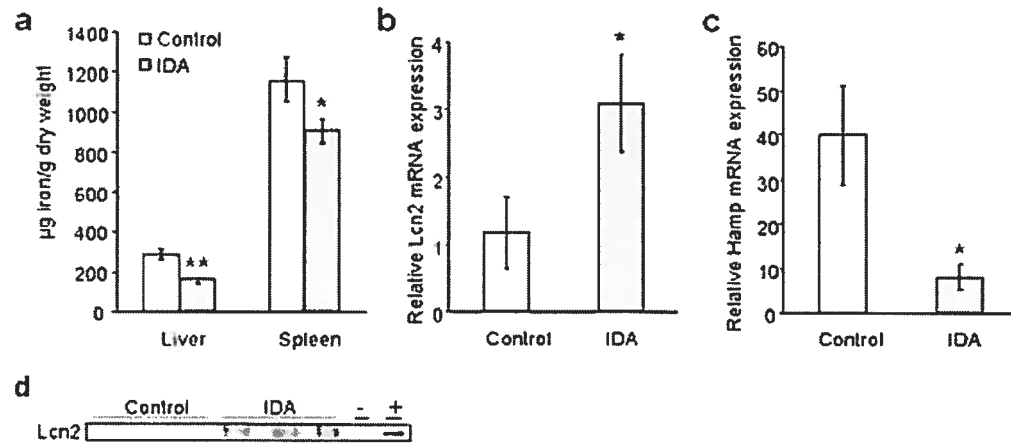 a
µg iron/g dry weight
1400
1200
1000
800
600
400
200
0
Control
IDA
*
**
Liver
Spleen
b
Relative Lcn2 mRNA expression
4
3
2
1
0
*
Control
IDA
c
Relative Hamp mRNA expression
60
50
40
30
20
10
0
*
Control
IDA
d
Control
IDA
-
+
Lcn2